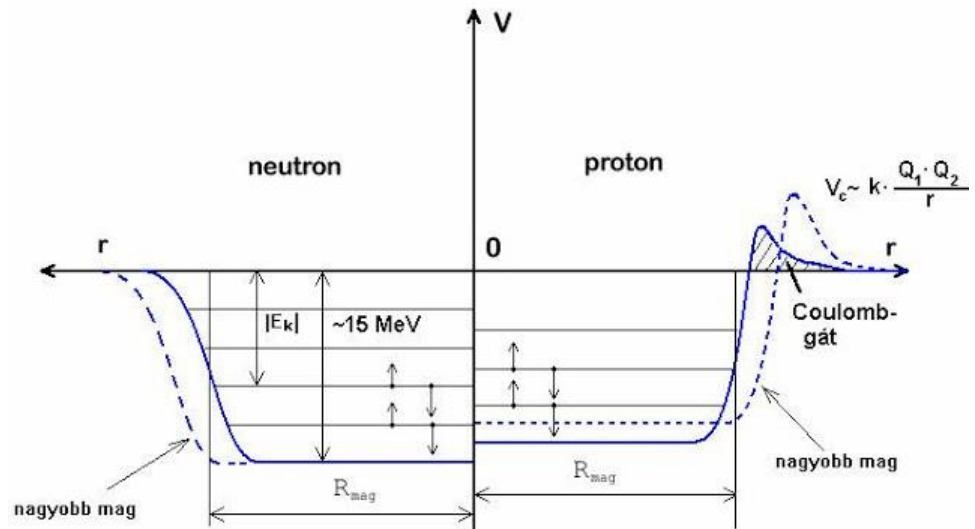 V
neutron
proton
V_c ~ k · Q_1 · Q_2 / r
r
0
r
|E_k|
~15 MeV
Coulomb-
gát
nagyobb mag
nagyobb mag
R_mag
R_mag